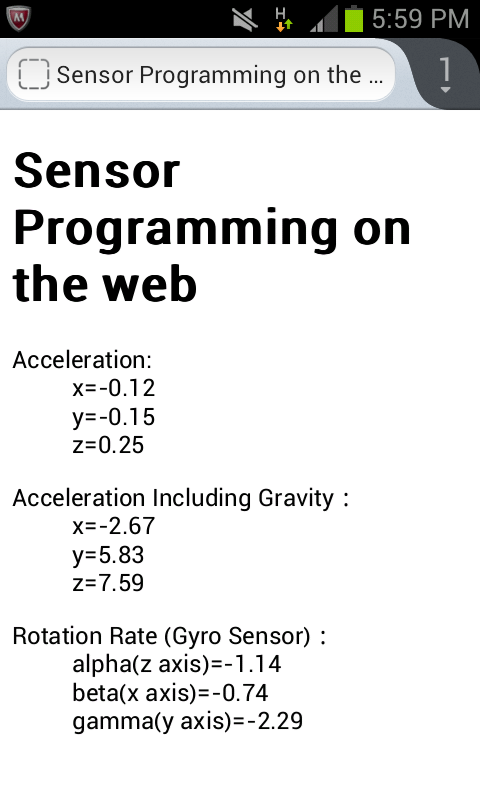 M H 5:59 PM
Sensor Programming on the ... 1
Sensor
Programming on
the web
Acceleration:
x=-0.12
y=-0.15
z=0.25
Acceleration Including Gravity :
x=-2.67
y=5.83
z=7.59
Rotation Rate (Gyro Sensor) :
alpha(z axis)=-1.14
beta(x axis)=-0.74
gamma(y axis)=-2.29